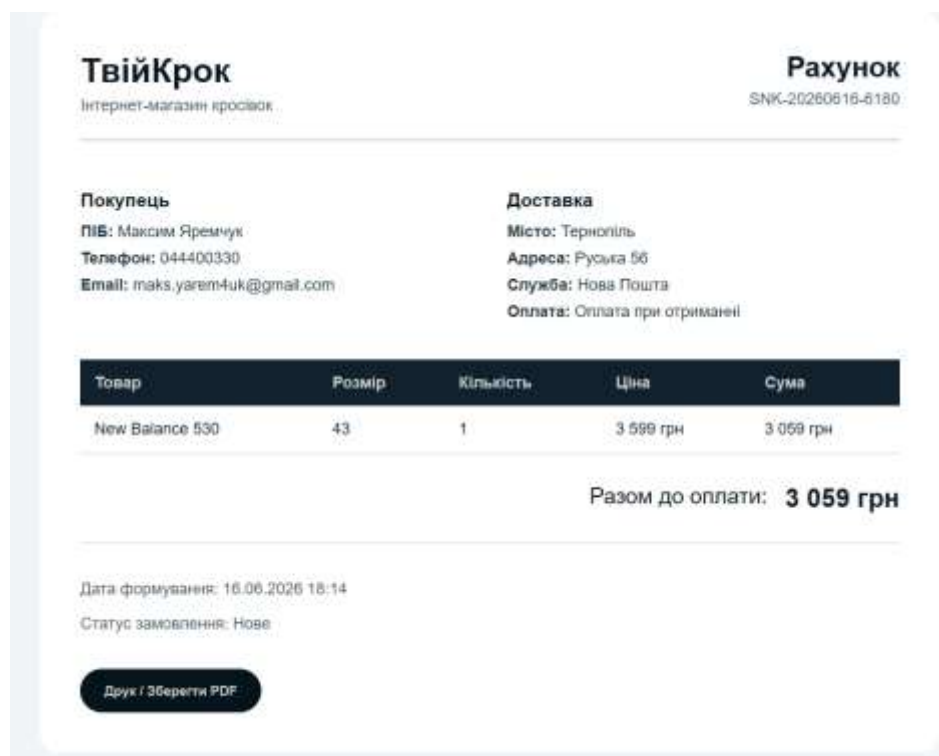 ТвійКрок
Рахунок
Інтернет-магазин кросівок
SNK-20260616-6180
Покупець
ПІБ: Максим Яремчук
Телефон: 044400330
Email: maks.yarem4uk@gmail.com
Доставка
Місто: Тернопіль
Адреса: Руська 56
Служба: Нова Пошта
Оплата: Оплата при отриманні
Товар Розмір Кількість Ціна Сума
New Balance 530 43 1 3 599 грн 3 059 грн
Разом до оплати: 3 059 грн
Дата формування: 16.06.2026 18:14
Статус замовлення: Нове
Друк / Зберегти PDF